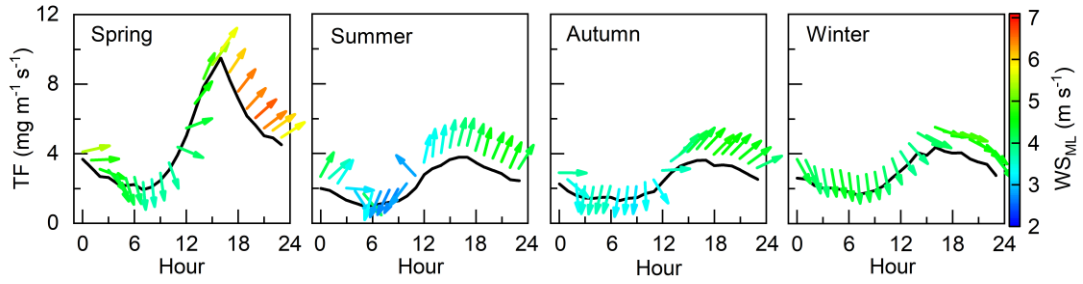 12
8
4
0
TF (mg m⁻¹ s⁻¹)
Spring
Summer
Autumn
Winter
0 6 12 18 24
0 6 12 18 24
0 6 12 18 24
0 6 12 18 24
Hour
Hour
Hour
Hour
7
6
5
4
3
2
WS_ML (m s⁻¹)